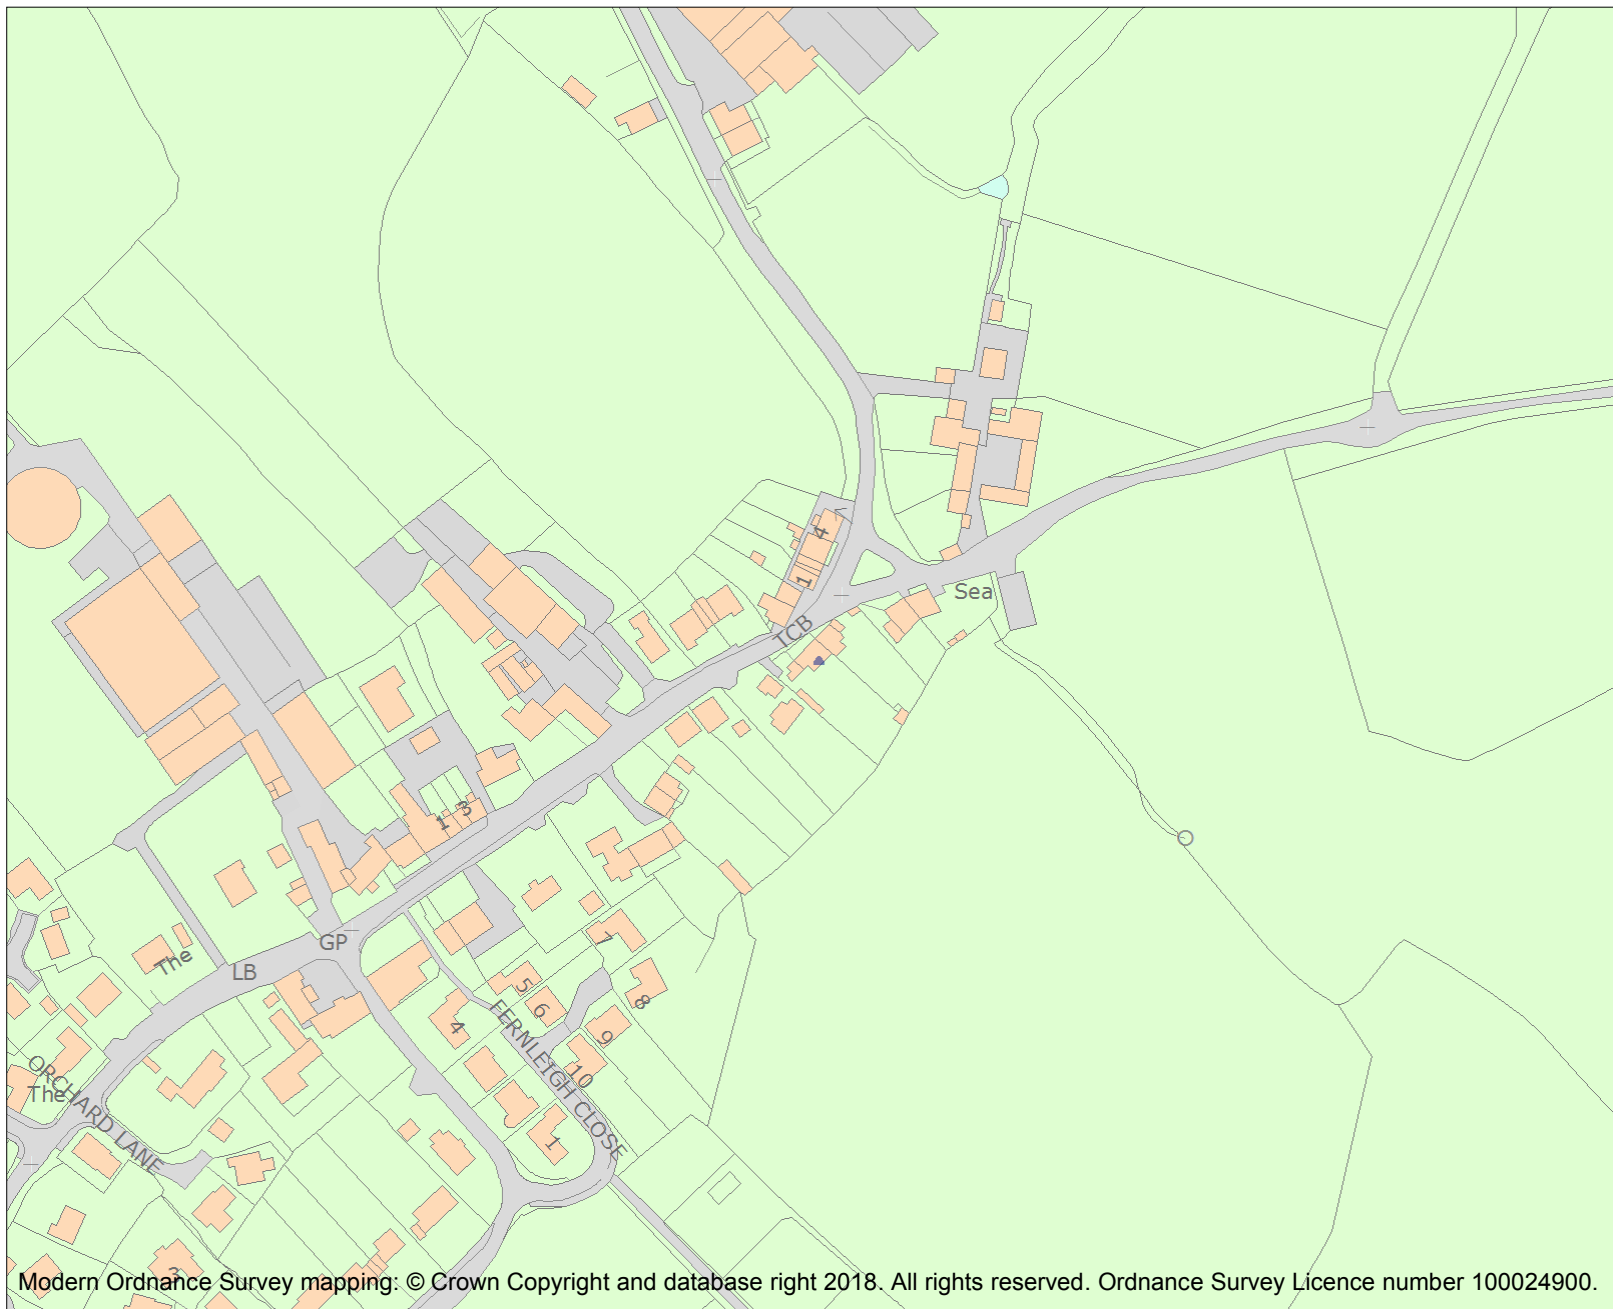 4
1
Sea
TCB
3
1
GP
LB
The
7
5
6
8
4
9
10
FERNLEIGH CLOSE
1
ORCHARD LANE
The
3
Modern Ordnance Survey mapping: © Crown Copyright and database right 2018. All rights reserved. Ordnance Survey Licence number 100024900.